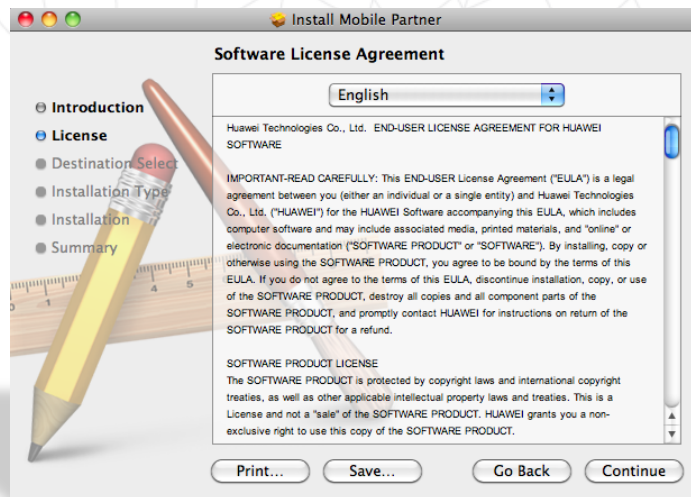 Install Mobile Partner
Software License Agreement
Introduction
License
Destination Select
Installation Type
Installation
Summary
English
Huawei Technologies Co., Ltd.  END-USER LICENSE AGREEMENT FOR HUAWEI
SOFTWARE
IMPORTANT-READ CAREFULLY: This END-USER License Agreement ("EULA") is a legal
agreement between you (either an individual or a single entity) and Huawei Technologies
Co., Ltd. ("HUAWEI") for the HUAWEI Software accompanying this EULA, which includes
computer software and may include associated media, printed materials, and "online" or
electronic documentation ("SOFTWARE PRODUCT" or "SOFTWARE"). By installing, copy or
otherwise using the SOFTWARE PRODUCT, you agree to be bound by the terms of this
EULA. If you do not agree to the terms of this EULA, discontinue installation, copy, or use
of the SOFTWARE PRODUCT, destroy all copies and all component parts of the
SOFTWARE PRODUCT, and promptly contact HUAWEI for instructions on return of the
SOFTWARE PRODUCT for a refund.
SOFTWARE PRODUCT LICENSE
The SOFTWARE PRODUCT is protected by copyright laws and international copyright
treaties, as well as other applicable intellectual property laws and treaties. This is a
License and not a "sale" of the SOFTWARE PRODUCT. HUAWEI grants you a non-
exclusive right to use this copy of the SOFTWARE PRODUCT.
1
4
5
Print...
Save...
Go Back
Continue